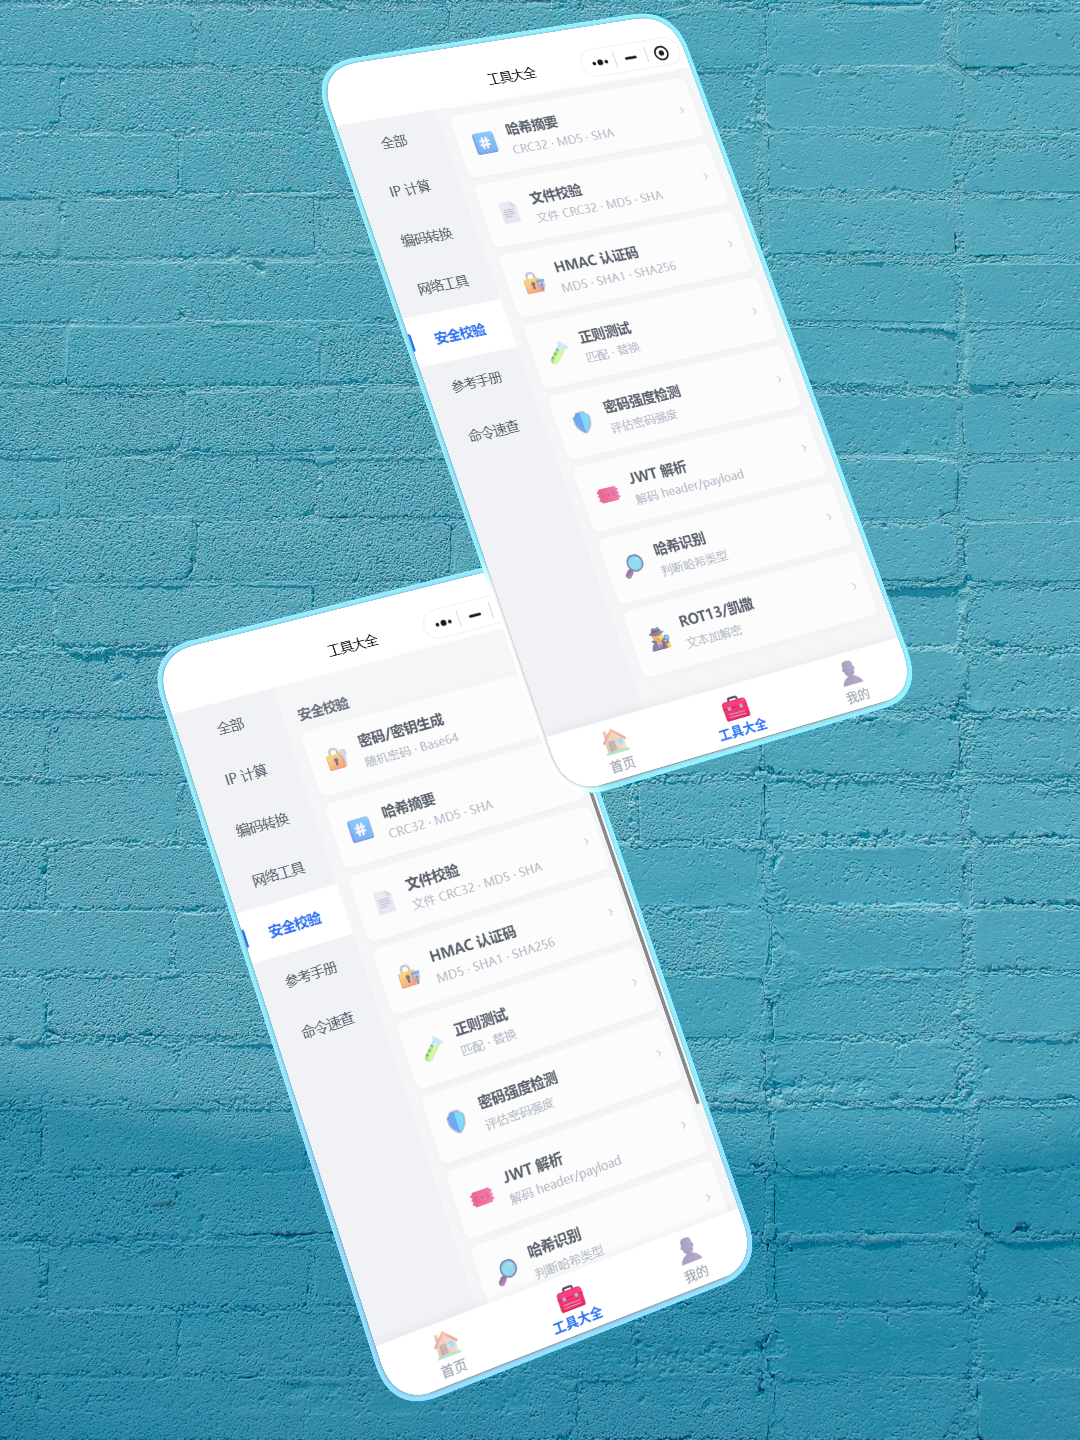 工具大全
全部
IP 计算
编码转换
网络工具
安全校验
参考手册
命令速查
哈希摘要
CRC32 · MD5 · SHA
文件校验
文件 CRC32 · MD5 · SHA
HMAC 认证码
MD5 · SHA1 · SHA256
正则测试
匹配 · 替换
密码强度检测
评估密码强度
JWT 解析
解码 header/payload
哈希识别
判断哈希类型
ROT13/凯撒
文本加解密
首页
工具大全
我的
工具大全
全部
IP 计算
编码转换
网络工具
安全校验
参考手册
命令速查
安全校验
密码/密钥生成
随机密码 · Base64
哈希摘要
CRC32 · MD5 · SHA
文件校验
文件 CRC32 · MD5 · SHA
HMAC 认证码
MD5 · SHA1 · SHA256
正则测试
匹配 · 替换
密码强度检测
评估密码强度
JWT 解析
解码 header/payload
哈希识别
判断哈希类型
首页
工具大全
我的